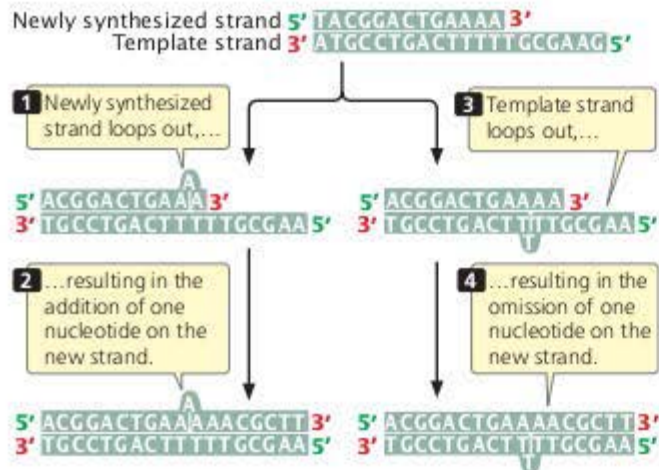 Newly synthesized strand 5′ TACGGACTGAAAA 3′
Template strand 3′ ATGCCTGACTTTTTGCGAAG 5′
1 Newly synthesized
strand loops out,...
A
5′ ACGGACTGAAA 3′
3′ TGCCTGACTTTTTGCGAA 5′
2 ...resulting in the
addition of one
nucleotide on the
new strand.
A
5′ ACGGACTGAAAAACGCTT 3′
3′ TGCCTGACTTTTTGCGAA 5′
3 Template strand
loops out,...
5′ ACGGACTGAAAA 3′
3′ TGCCTGACTTTTGCGAA 5′
T
4 ...resulting in the
omission of one
nucleotide on the
new strand.
5′ ACGGACTGAAAACGCTT 3′
3′ TGCCTGACTTTTGCGAA 5′
T